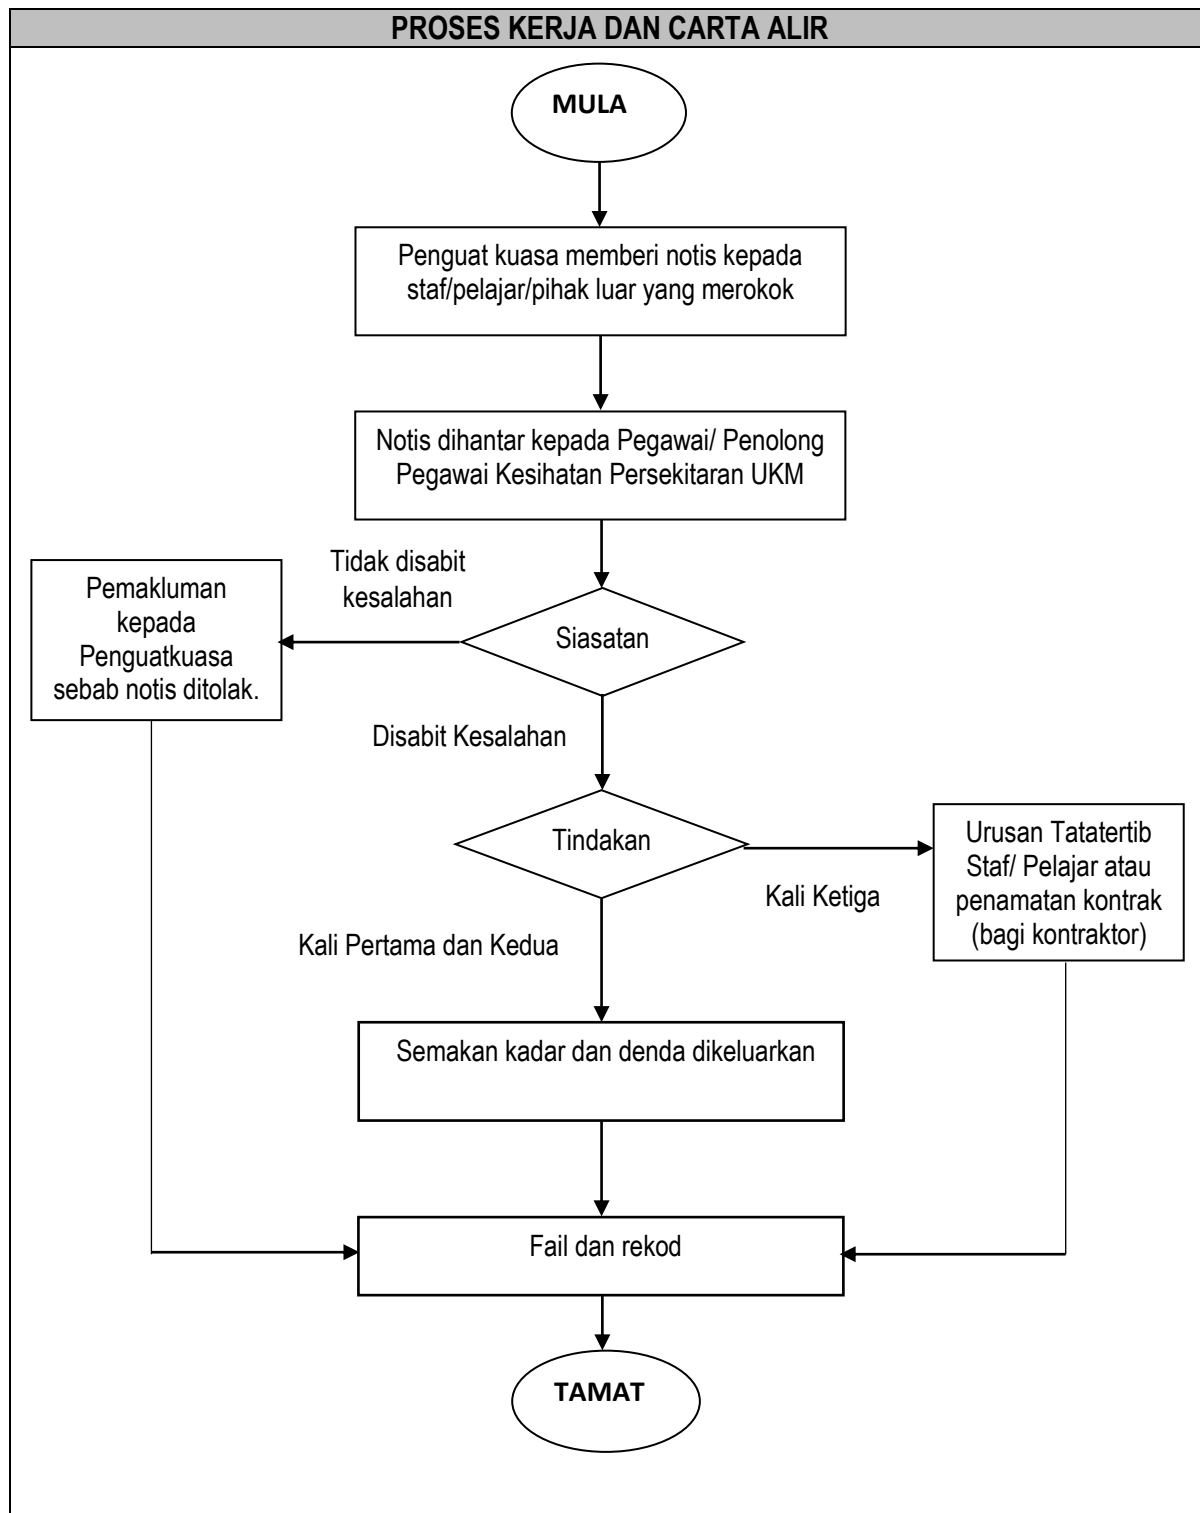 PROSES KERJA DAN CARTA ALIR
MULA
Penguat kuasa memberi notis kepada
staf/pelajar/pihak luar yang merokok
Notis dihantar kepada Pegawai/ Penolong
Pegawai Kesihatan Persekitaran UKM
Tidak disabit
kesalahan
Pemakluman
kepada
Penguatkuasa
sebab notis ditolak.
Siasatan
Disabit Kesalahan
Tindakan
Kali Ketiga
Urusan Tatatertib
Staf/ Pelajar atau
penamatan kontrak
(bagi kontraktor)
Kali Pertama dan Kedua
Semakan kadar dan denda dikeluarkan
Fail dan rekod
TAMAT